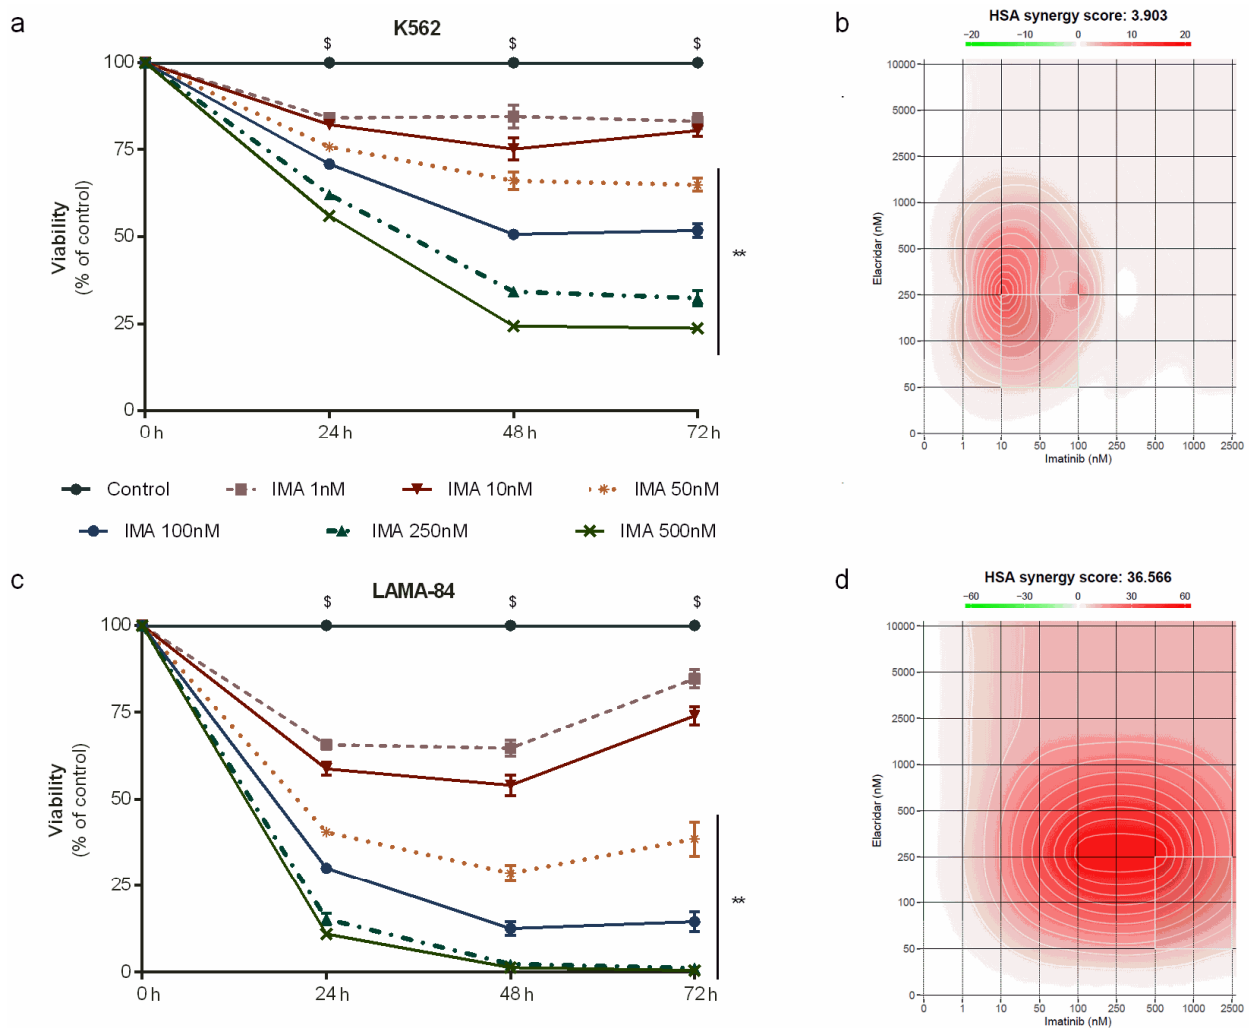 a
K562
$ $ $
100
75
50
25
0
Viability
(% of control)
0 h 24 h 48 h 72 h
**
b
HSA synergy score: 3.903
−20 −10 0 10 20
10000
5000
2500
1000
500
250
100
50
0
Elacridar (nM)
0 1 10 50 100 250 500 1000 2500
Imatinib (nM)
Control IMA 1nM IMA 10nM IMA 50nM
IMA 100nM IMA 250nM IMA 500nM
c
LAMA-84
$ $ $
100
75
50
25
0
Viability
(% of control)
0 h 24 h 48 h 72 h
**
d
HSA synergy score: 36.566
−60 −30 0 30 60
10000
5000
2500
1000
500
250
100
50
0
Elacridar (nM)
0 1 10 50 100 250 500 1000 2500
Imatinib (nM)